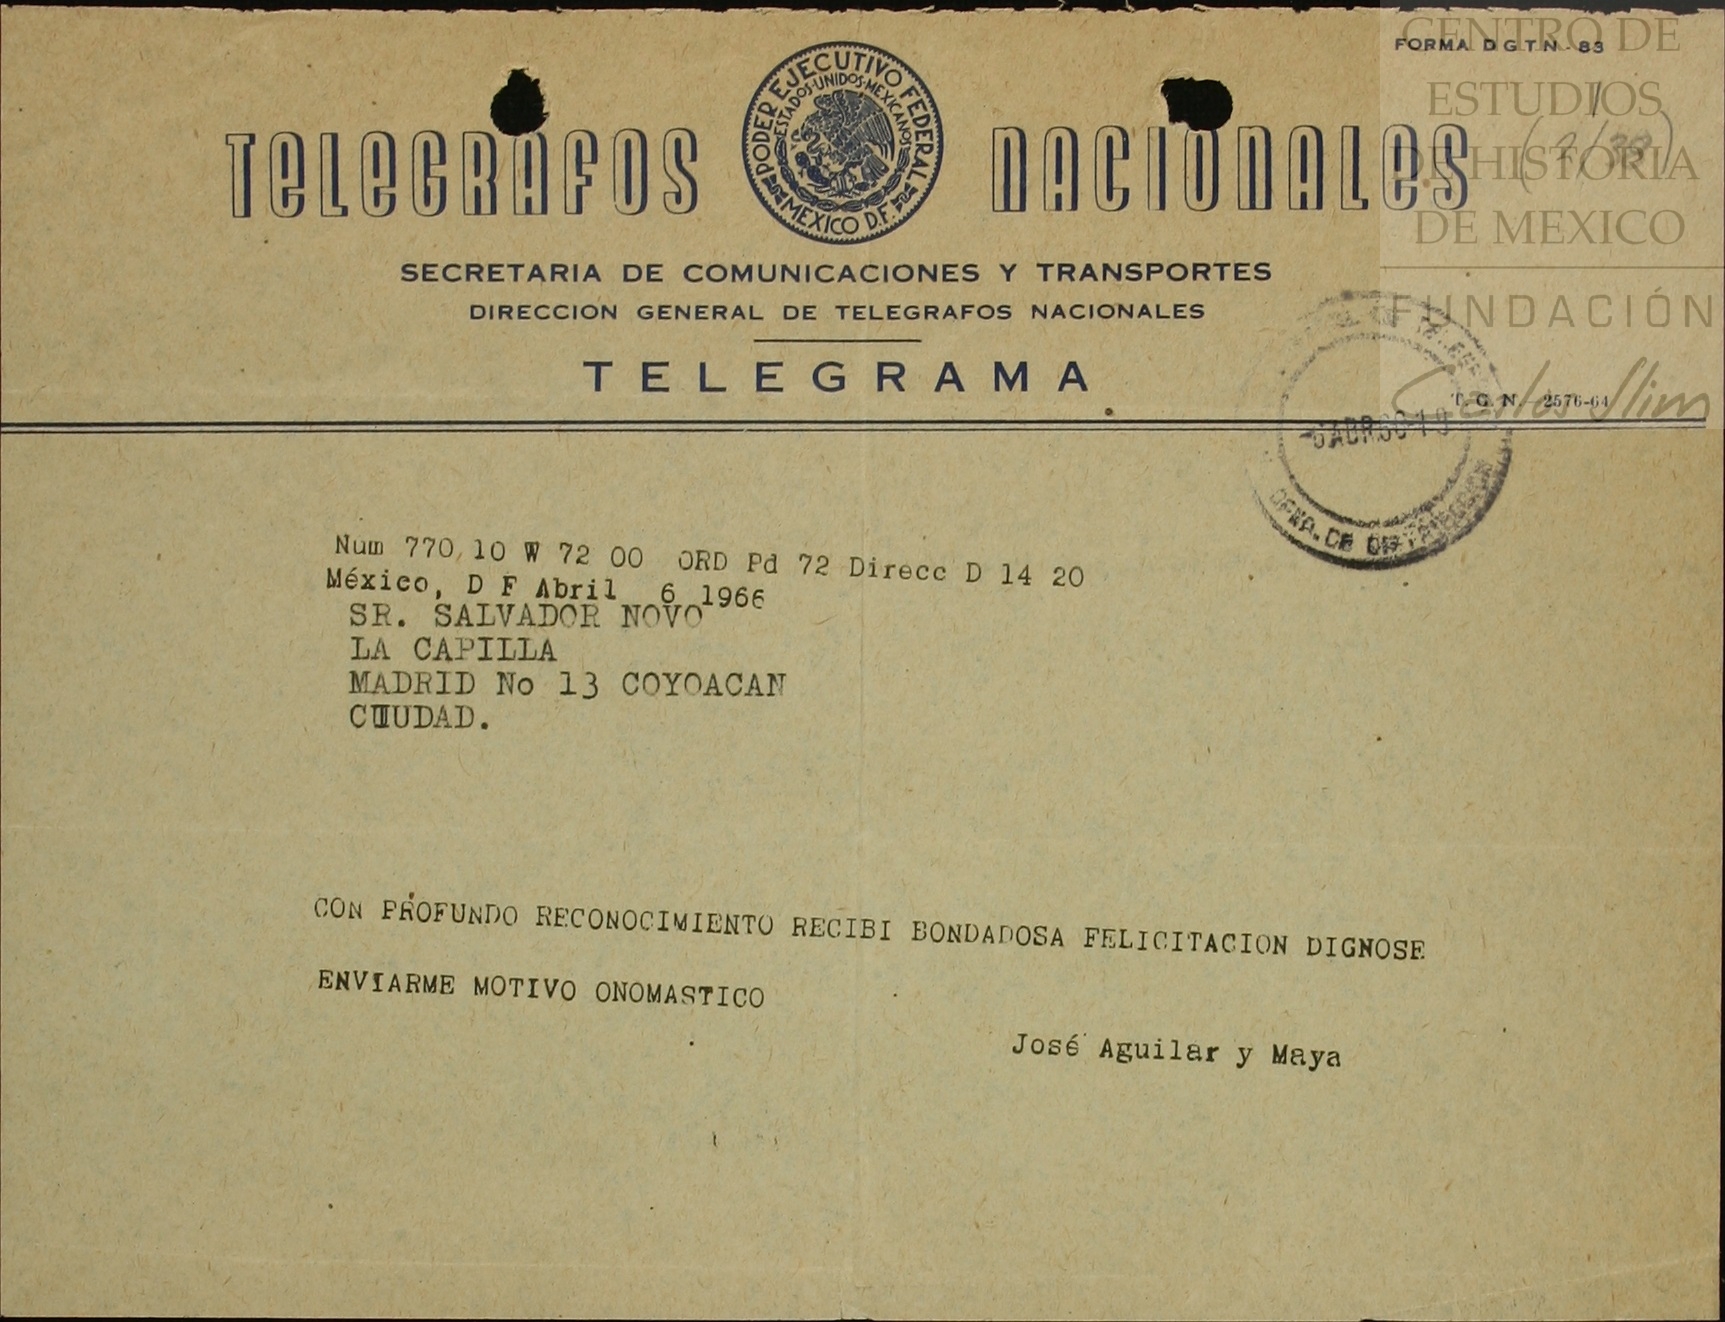 CENTRO DE
ESTUDIOS
DE HISTORIA
DE MEXICO
FUNDACIÓN
Carlos Slim
FORMA D G T N - 83
TELEGRAFOS NACIONALES
PODER EJECUTIVO FEDERAL
ESTADOS UNIDOS MEXICANOS
MEXICO D.F.
SECRETARIA DE COMUNICACIONES Y TRANSPORTES
DIRECCION GENERAL DE TELEGRAFOS NACIONALES
TELEGRAMA
T. G. N. - 2576-64
Num 770 10 W 72 00 ORD Pd 72 Direcc D 14 20
México, D F Abril 6 1966
SR. SALVADOR NOVO
LA CAPILLA
MADRID No 13 COYOACAN
CIUDAD.
CON PROFUNDO RECONOCIMIENTO RECIBI BONDADOSA FELICITACION DIGNOSE
ENVIARME MOTIVO ONOMASTICO
José Aguilar y Maya